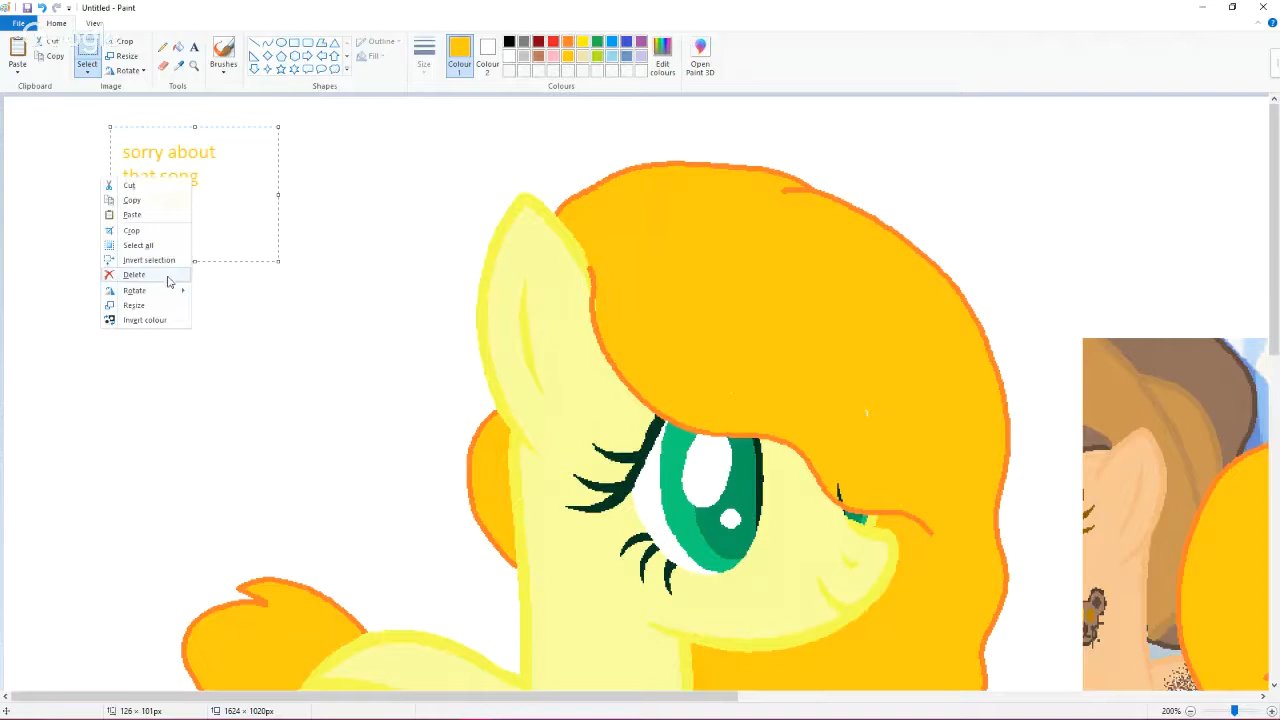 Untitled - Paint
File
Home
View
Paste
Cut
Copy
Clipboard
Select
Crop
Resize
Rotate
Image
Tools
Brushes
Shapes
Outline
Fill
Size
Colour
1
Colour
2
Edit
colours
Colours
Open
Paint 3D
sorry about
that song
Cut
Copy
Paste
Crop
Select all
Invert selection
Delete
Rotate
Resize
Invert colour
126 × 101px
1624 × 1020px
200%